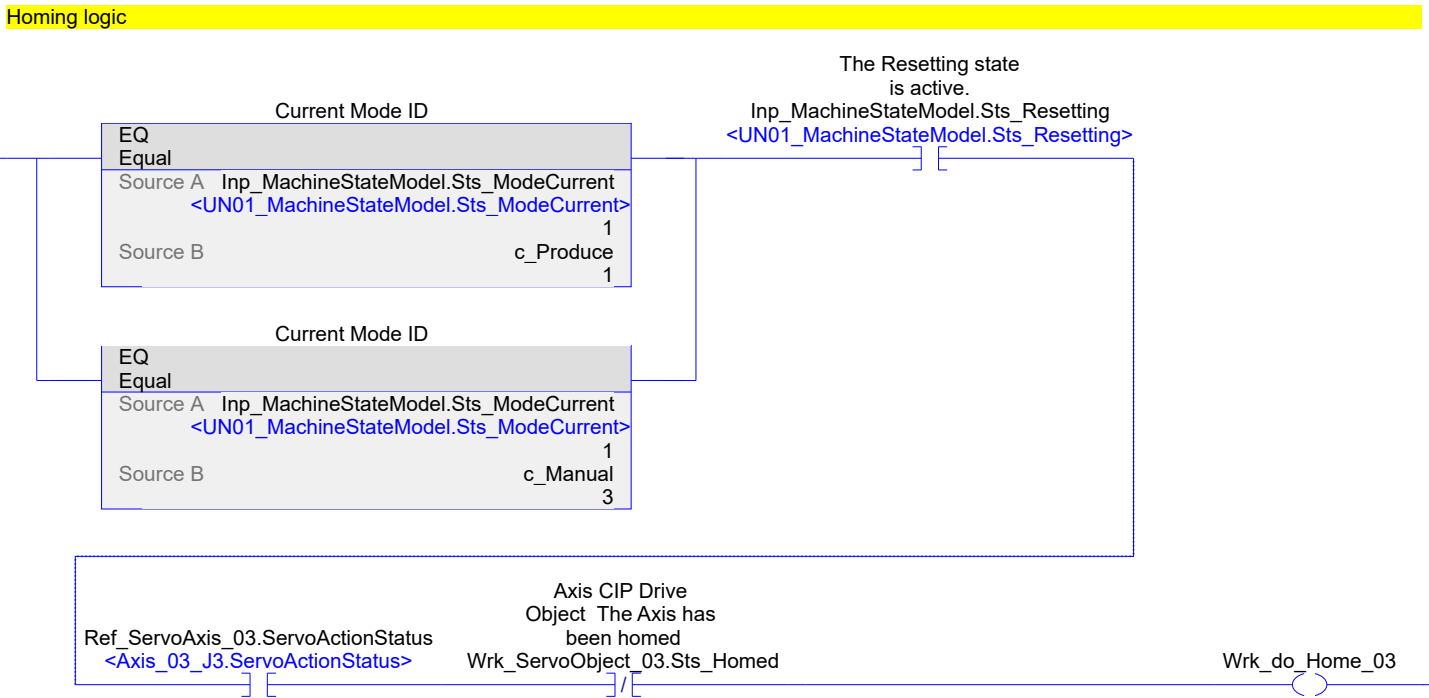 Homing logic
The Resetting state
is active.
Inp_MachineStateModel.Sts_Resetting
<UN01_MachineStateModel.Sts_Resetting>
Current Mode ID
EQ
Equal
Source A Inp_MachineStateModel.Sts_ModeCurrent
<UN01_MachineStateModel.Sts_ModeCurrent>
1
Source B c_Produce
1
Current Mode ID
EQ
Equal
Source A Inp_MachineStateModel.Sts_ModeCurrent
<UN01_MachineStateModel.Sts_ModeCurrent>
1
Source B c_Manual
3
Ref_ServoAxis_03.ServoActionStatus
<Axis_03_J3.ServoActionStatus>
Axis CIP Drive
Object The Axis has
been homed
Wrk_ServoObject_03.Sts_Homed
/
Wrk_do_Home_03